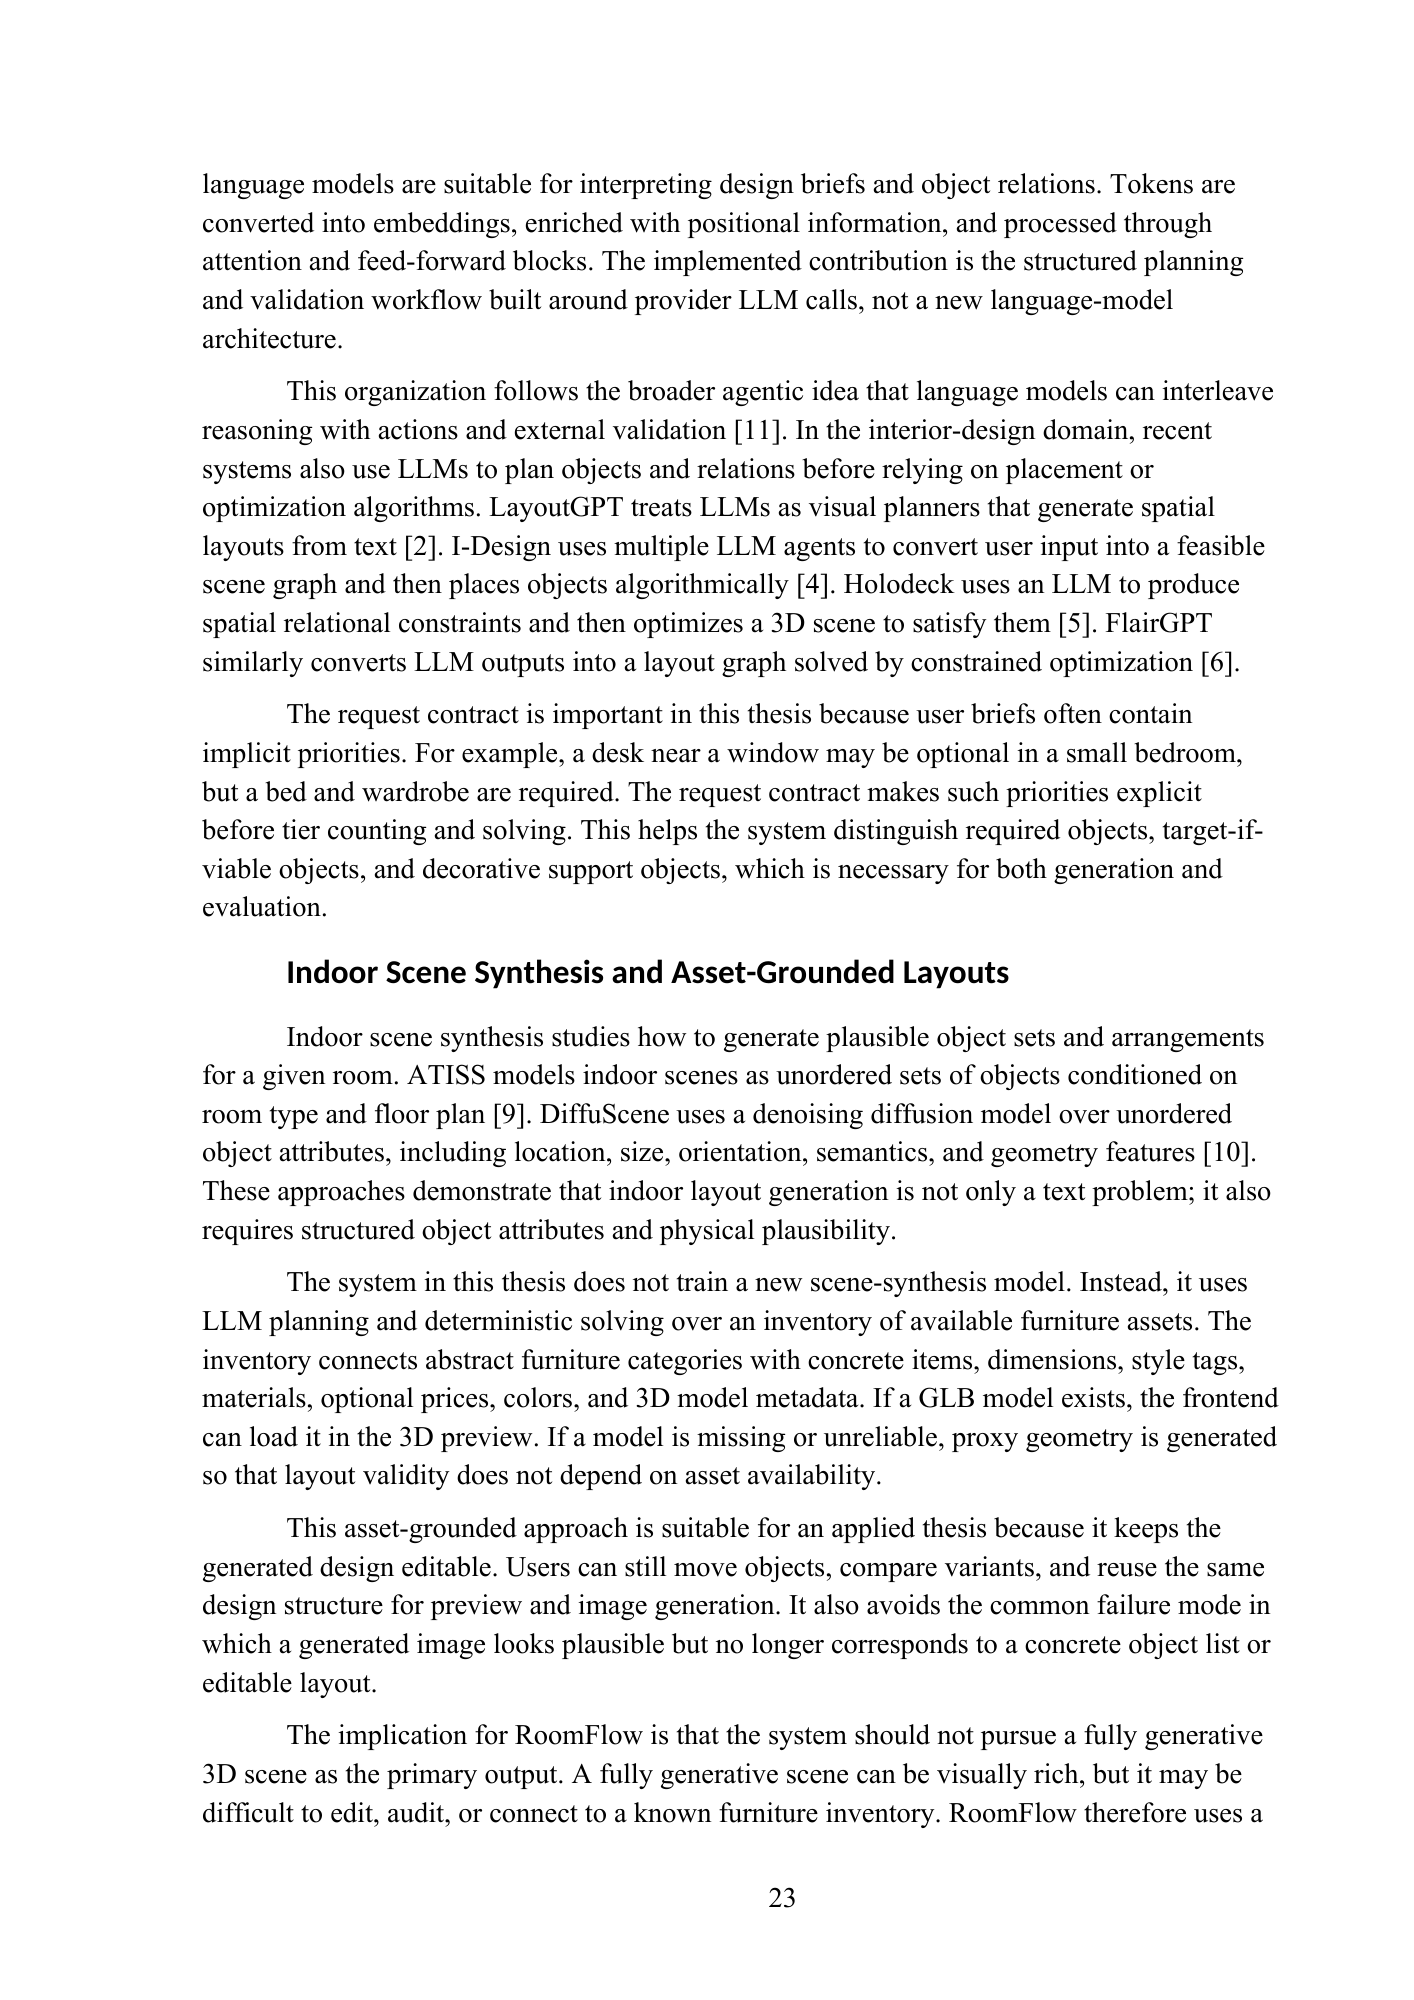 language models are suitable for interpreting design briefs and object relations. Tokens are
converted into embeddings, enriched with positional information, and processed through
attention and feed-forward blocks. The implemented contribution is the structured planning
and validation workflow built around provider LLM calls, not a new language-model
architecture.
This organization follows the broader agentic idea that language models can interleave
reasoning with actions and external validation [11]. In the interior-design domain, recent
systems also use LLMs to plan objects and relations before relying on placement or
optimization algorithms. LayoutGPT treats LLMs as visual planners that generate spatial
layouts from text [2]. I-Design uses multiple LLM agents to convert user input into a feasible
scene graph and then places objects algorithmically [4]. Holodeck uses an LLM to produce
spatial relational constraints and then optimizes a 3D scene to satisfy them [5]. FlairGPT
similarly converts LLM outputs into a layout graph solved by constrained optimization [6].
The request contract is important in this thesis because user briefs often contain
implicit priorities. For example, a desk near a window may be optional in a small bedroom,
but a bed and wardrobe are required. The request contract makes such priorities explicit
before tier counting and solving. This helps the system distinguish required objects, target-if-
viable objects, and decorative support objects, which is necessary for both generation and
evaluation.
Indoor Scene Synthesis and Asset-Grounded Layouts
Indoor scene synthesis studies how to generate plausible object sets and arrangements
for a given room. ATISS models indoor scenes as unordered sets of objects conditioned on
room type and floor plan [9]. DiffuScene uses a denoising diffusion model over unordered
object attributes, including location, size, orientation, semantics, and geometry features [10].
These approaches demonstrate that indoor layout generation is not only a text problem; it also
requires structured object attributes and physical plausibility.
The system in this thesis does not train a new scene-synthesis model. Instead, it uses
LLM planning and deterministic solving over an inventory of available furniture assets. The
inventory connects abstract furniture categories with concrete items, dimensions, style tags,
materials, optional prices, colors, and 3D model metadata. If a GLB model exists, the frontend
can load it in the 3D preview. If a model is missing or unreliable, proxy geometry is generated
so that layout validity does not depend on asset availability.
This asset-grounded approach is suitable for an applied thesis because it keeps the
generated design editable. Users can still move objects, compare variants, and reuse the same
design structure for preview and image generation. It also avoids the common failure mode in
which a generated image looks plausible but no longer corresponds to a concrete object list or
editable layout.
The implication for RoomFlow is that the system should not pursue a fully generative
3D scene as the primary output. A fully generative scene can be visually rich, but it may be
difficult to edit, audit, or connect to a known furniture inventory. RoomFlow therefore uses a
23